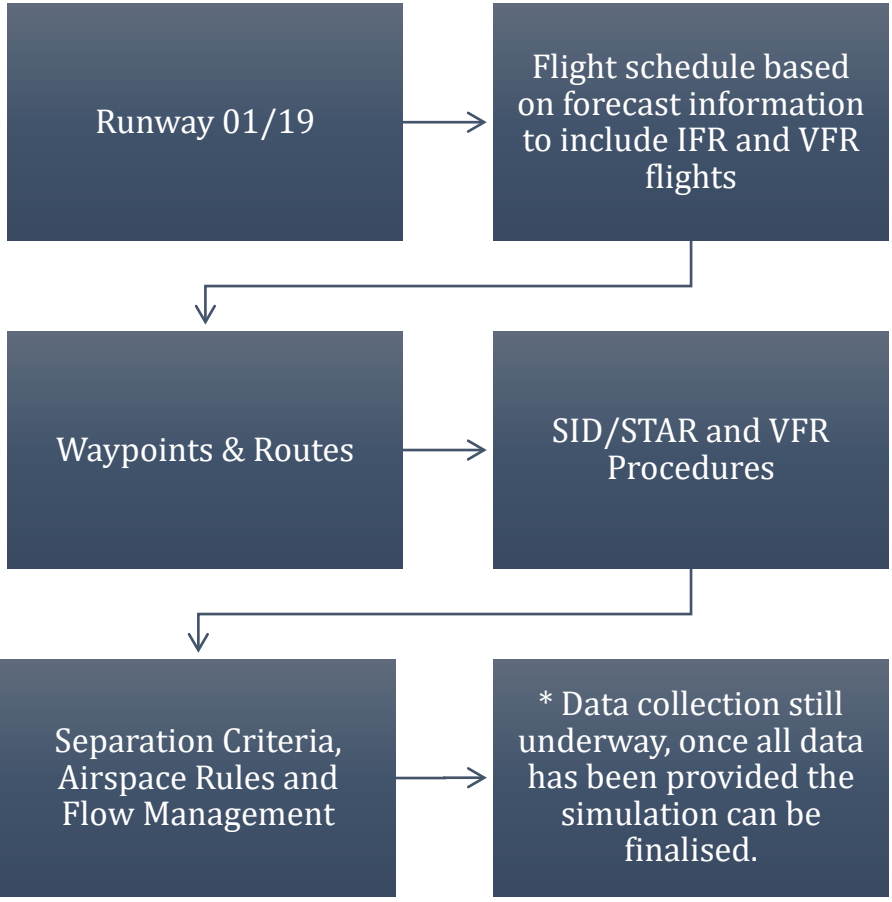 Runway 01/19
Flight schedule based
on forecast information
to include IFR and VFR
flights
Waypoints & Routes
SID/STAR and VFR
Procedures
Separation Criteria,
Airspace Rules and
Flow Management
* Data collection still
underway, once all data
has been provided the
simulation can be
finalised.